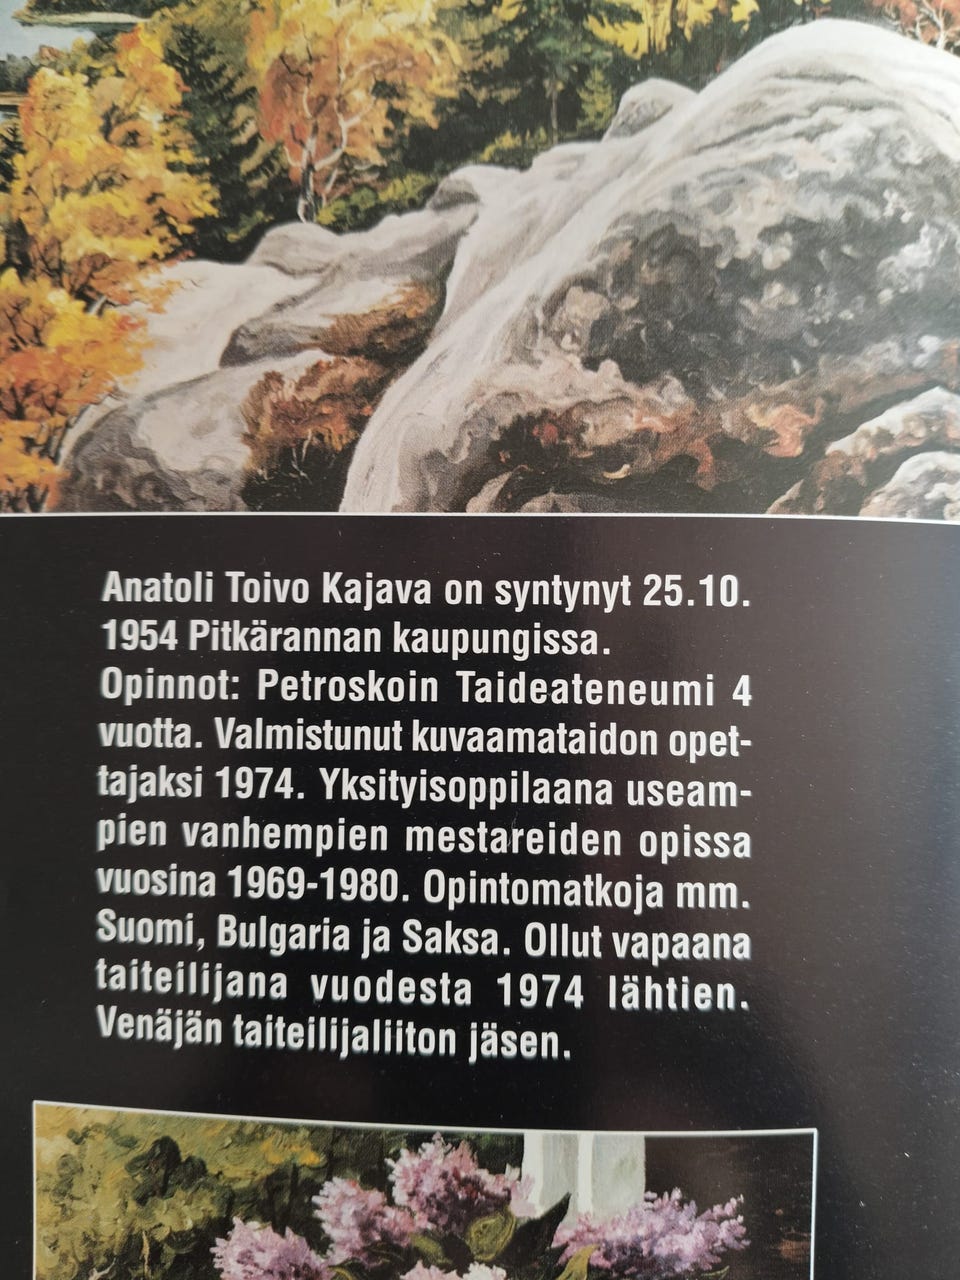 Anatoli Toivo Kajava on syntynyt 25.10.
1954 Pitkärannan kaupungissa.
Opinnot: Petroskoin Taideateneumi 4
vuotta. Valmistunut kuvaamataidon opet-
tajaksi 1974. Yksityisoppilaana useam-
pien vanhempien mestareiden opissa
vuosina 1969-1980. Opintomatkoja mm.
Suomi, Bulgaria ja Saksa. Ollut vapaana
taiteilijana vuodesta 1974 lähtien.
Venäjän taiteilijaliiton jäsen.